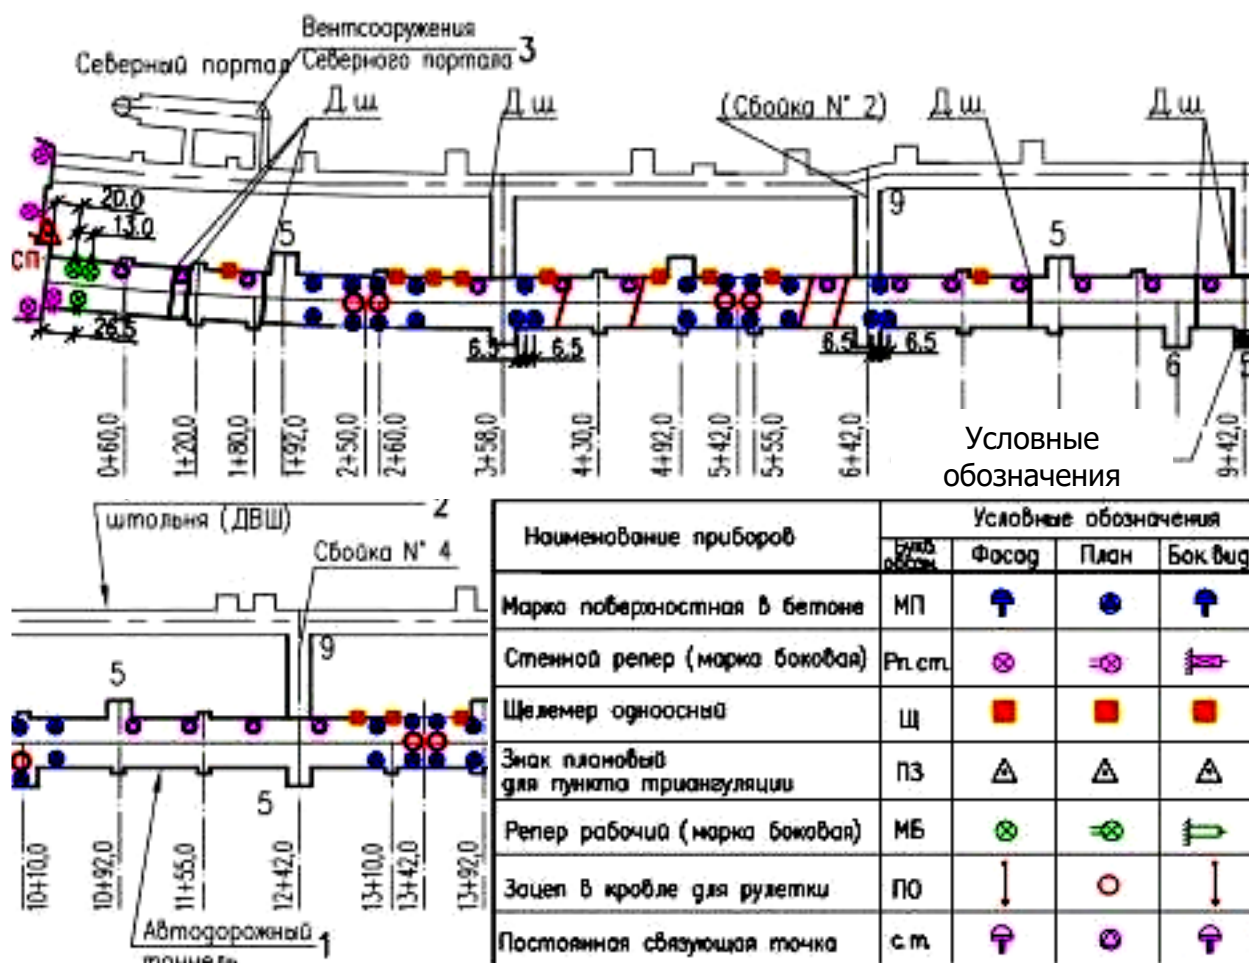 Вентсооружения
Северный портал
Северного портала 3
Д.ш.
Д.ш.
(Сбойка N° 2)
Д.ш.
Д.ш.
20.0
13.0
5
9
5
СП
26.5
6.5
6.5
6.5
6.5
6
5
0+60,0
1+20,0
1+80,0
1+92,0
2+50,0
2+60,0
3+58,0
4+30,0
4+92,0
5+42,0
5+55,0
6+42,0
9+42,0
Условные
обозначения
штольня (ДВШ)
2
Сбойка N° 4
5
9
5
10+10,0
10+92,0
11+55,0
12+42,0
13+10,0
13+42,0
13+92,0
Автодорожный 1
тоннель
Наименование приборов
Условные обозначения
Букв. обозн.
Фасад
План
Бок.вид
Марка поверхностная в бетоне МП
Стенной репер (марка боковая) Рп.ст.
Щелемер одноосный Щ
Знак плановый
для пункта триангуляции ПЗ
Репер рабочий (марка боковая) МБ
Зацеп в кровле для рулетки ПО
Постоянная связующая точка с.т.